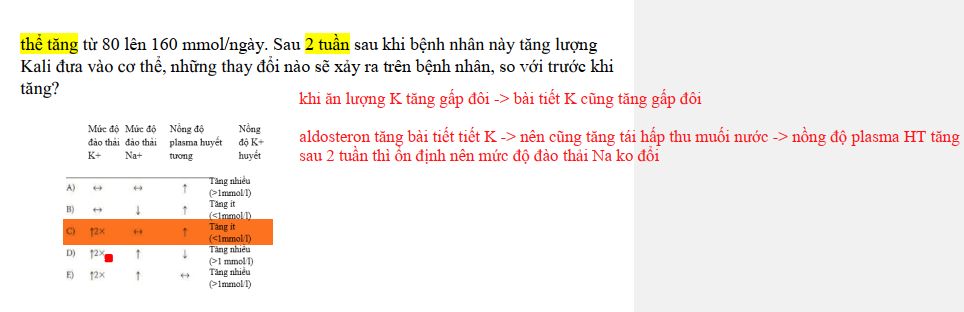 thể tăng từ 80 lên 160 mmol/ngày. Sau 2 tuần sau khi bệnh nhân này tăng lượng
Kali đưa vào cơ thể, những thay đổi nào sẽ xảy ra trên bệnh nhân, so với trước khi
tăng?
khi ăn lượng K tăng gấp đôi -> bài tiết K cũng tăng gấp đôi
aldosteron tăng bài tiết tiết K -> nên cũng tăng tái hấp thu muối nước -> nồng độ plasma HT tăng
sau 2 tuần thì ổn định nên mức độ đào thải Na ko đổi
Mức độ Mức độ Nồng độ Nồng
đào thải đào thải plasma huyết độ K+
K+ Na+ tương huyết
A) ↔ ↔ ↑ Tăng nhiều
(>1mmol/l)
B) ↔ ↓ ↑ Tăng ít
(<1mmol/l)
C) ↑2× ↔ ↑ Tăng ít
(<1mmol/l)
D) ↑2× ↑ ↓ Tăng nhiều
(>1 mmol/l)
E) ↑2× ↑ ↔ Tăng nhiều
(>1mmol/l)